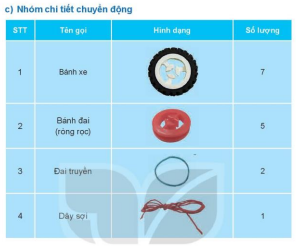 c) Nhóm chi tiết chuyển động
STT Tên gọi Hình dạng Số lượng
1 Bánh xe 7
2 Bánh đai
(ròng rọc) 5
3 Đai truyền 2
4 Dây sợi 1